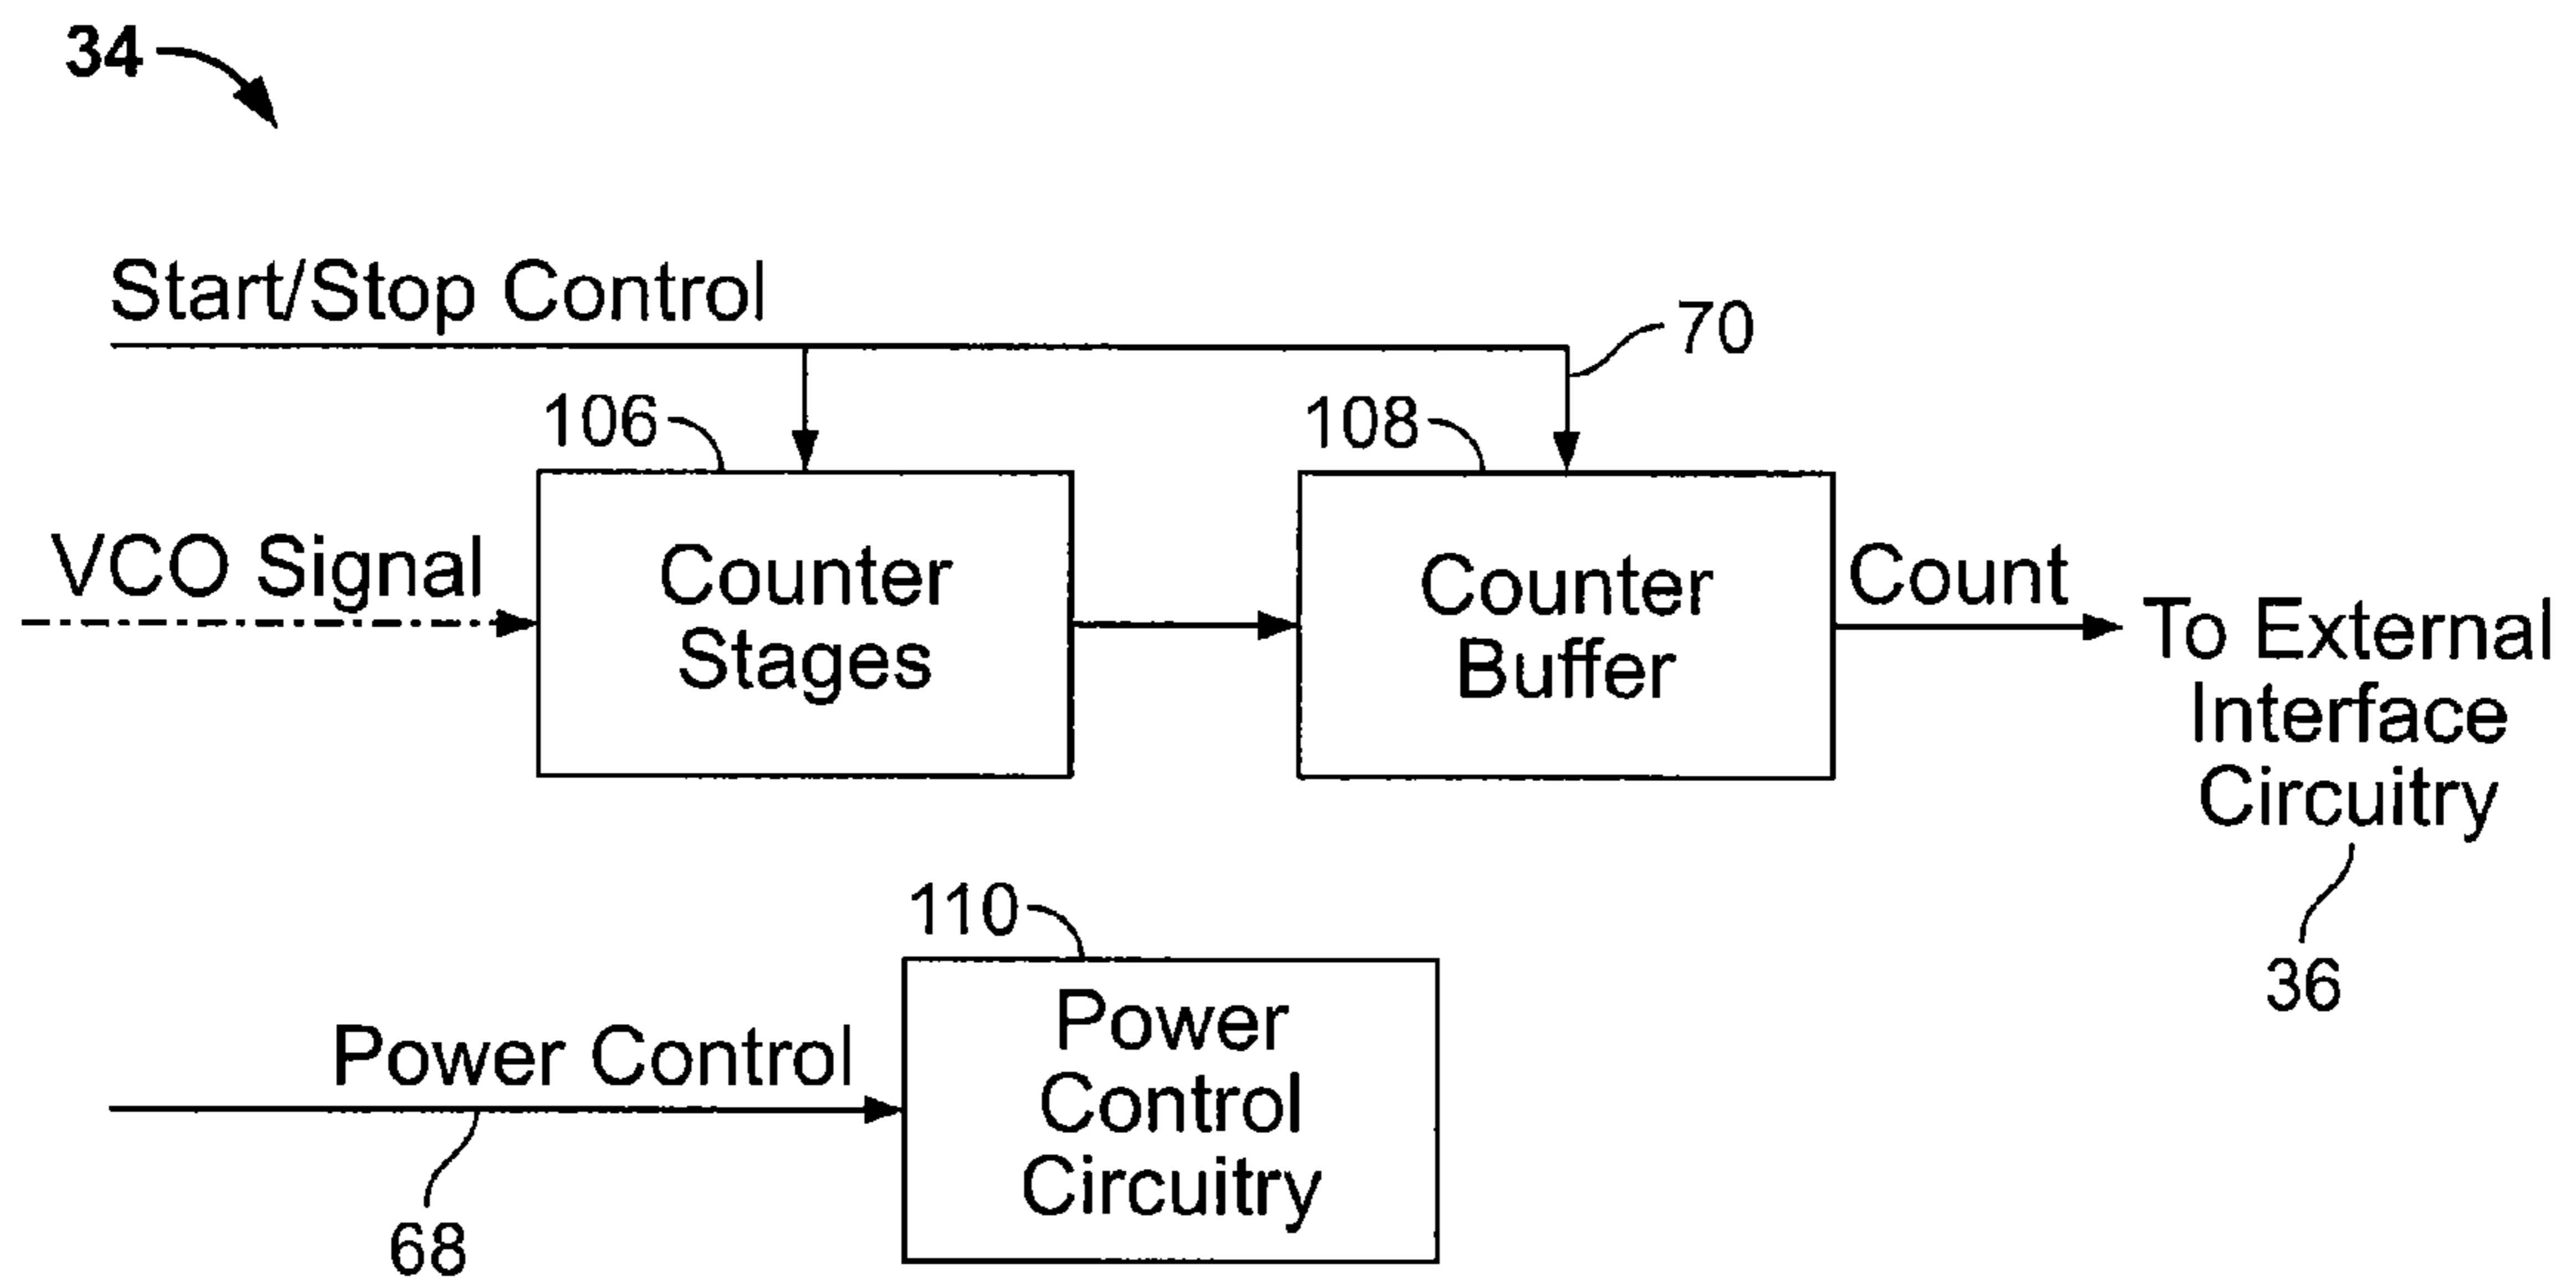 34
Start/Stop Control
70
106
108
VCO Signal
Counter
Stages
Counter
Buffer
Count
To External
Interface
Circuitry
36
110
Power Control
68
Power
Control
Circuitry